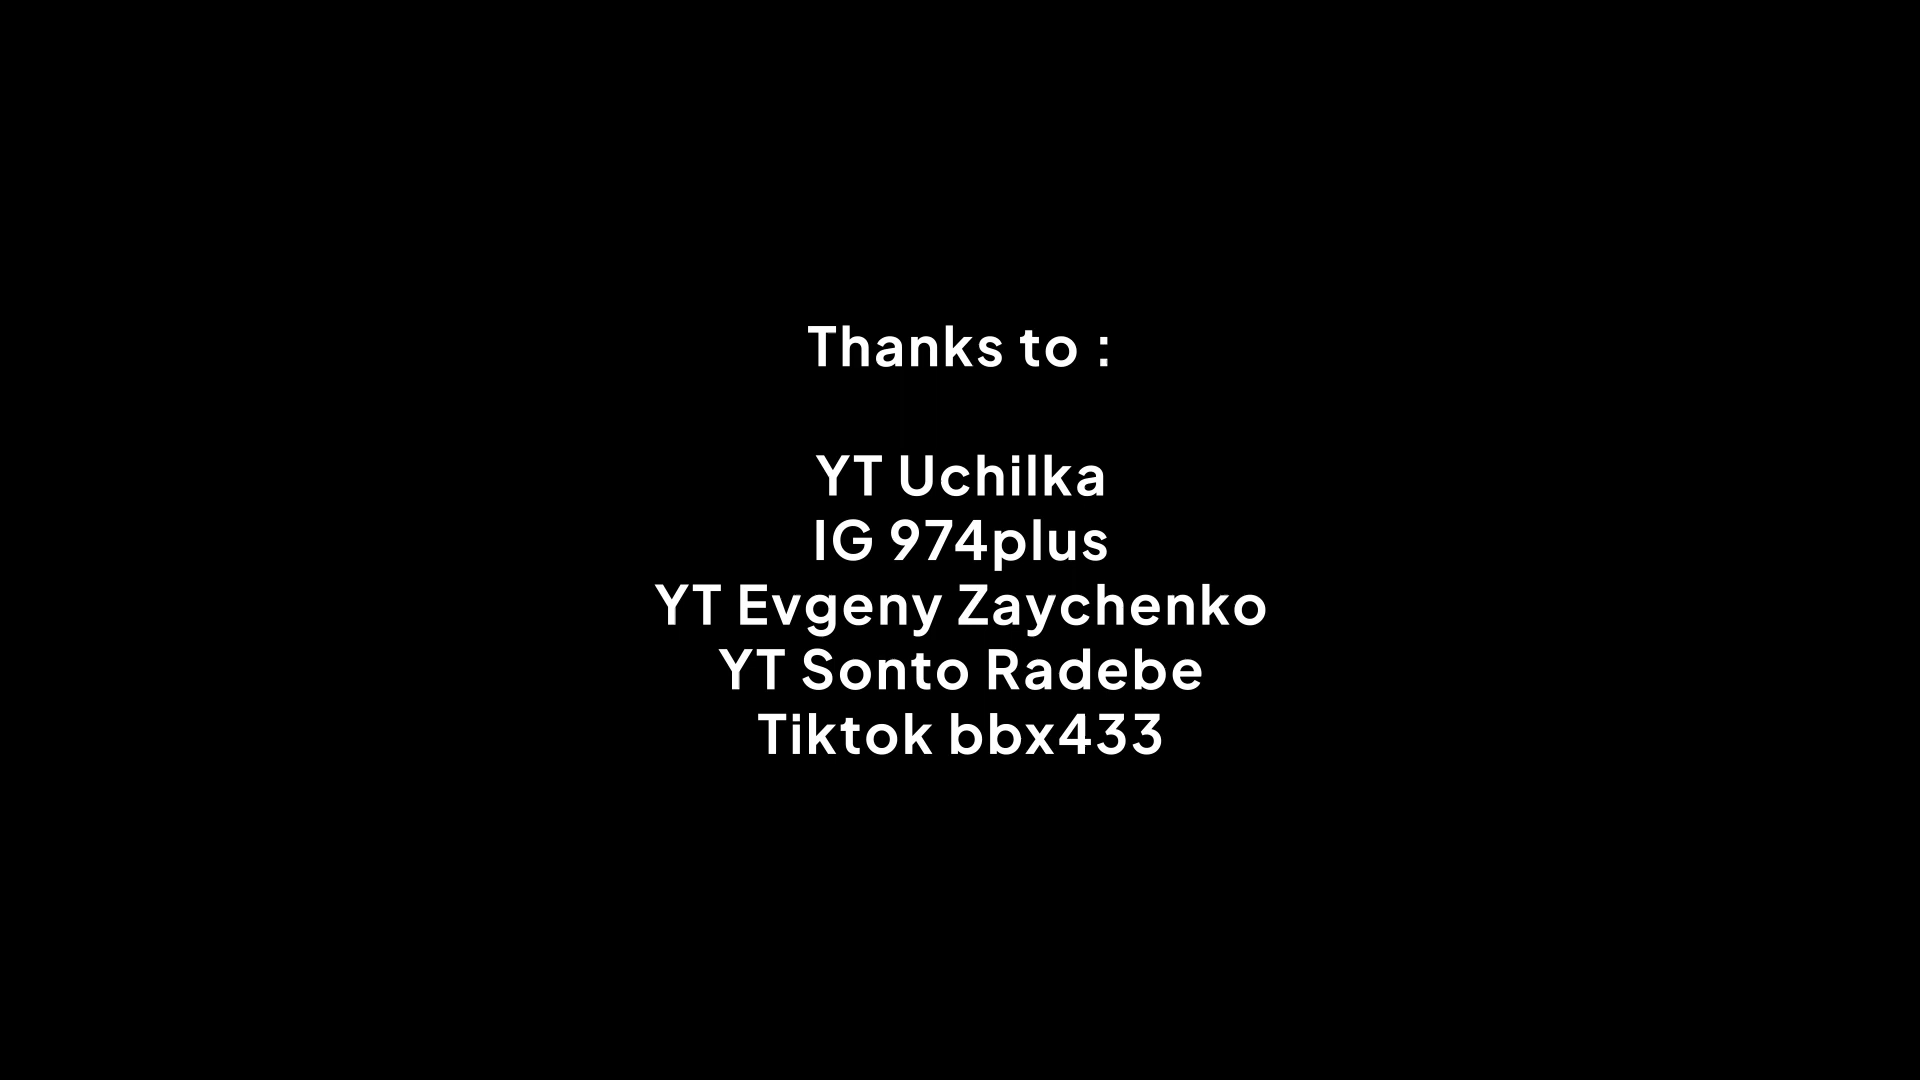 Thanks to :
YT Uchilka
IG 974plus
YT Evgeny Zaychenko
YT Sonto Radebe
Tiktok bbx433